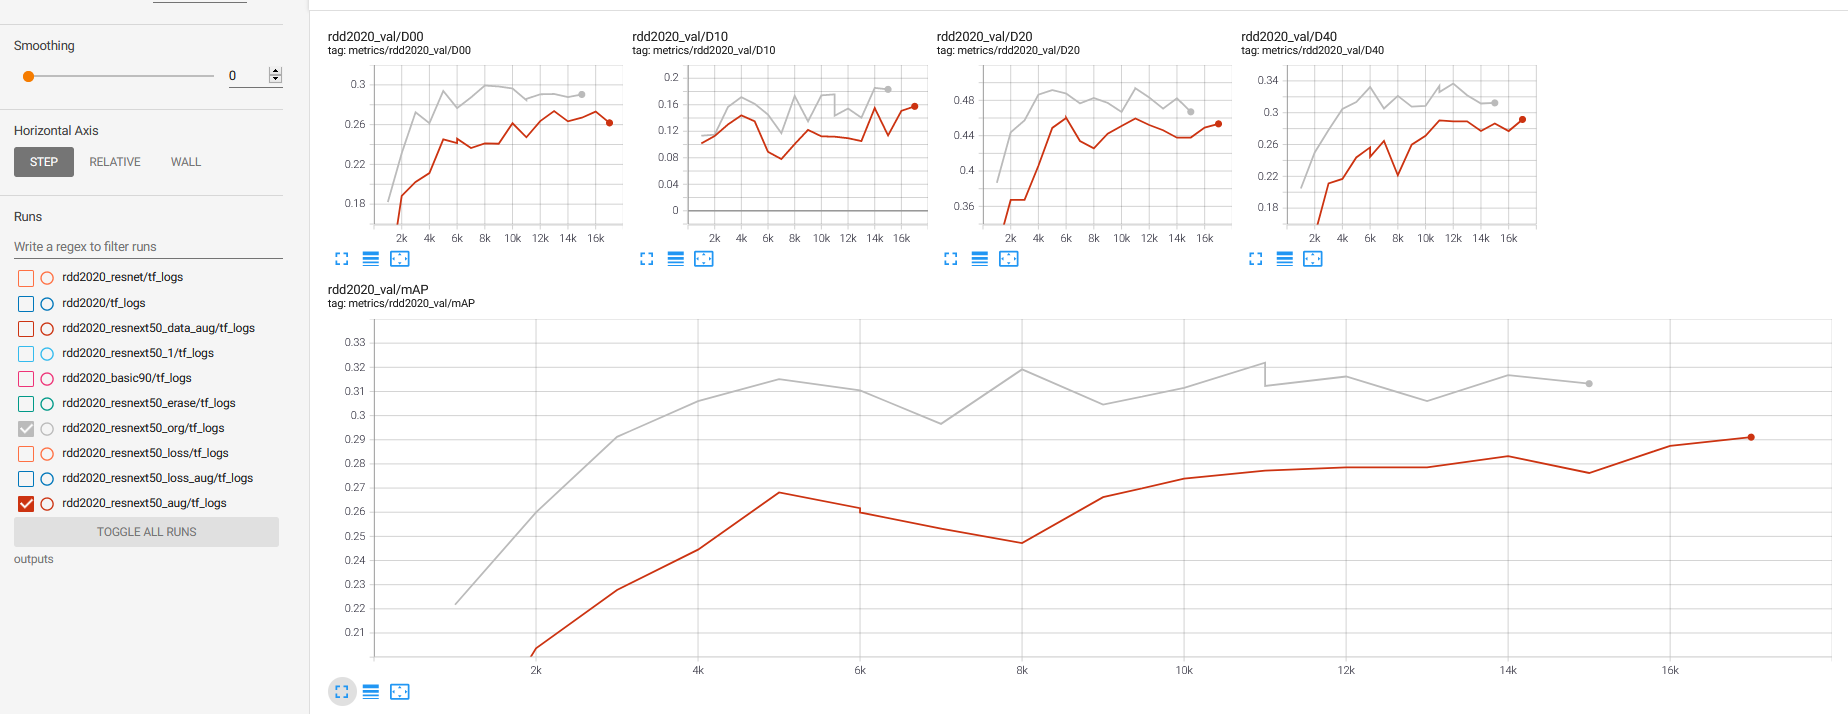 Smoothing
0
Horizontal Axis
STEP RELATIVE WALL
Runs
Write a regex to filter runs
rdd2020_resnet/tf_logs
rdd2020/tf_logs
rdd2020_resnext50_data_aug/tf_logs
rdd2020_resnext50_1/tf_logs
rdd2020_basic90/tf_logs
rdd2020_resnext50_erase/tf_logs
rdd2020_resnext50_org/tf_logs
rdd2020_resnext50_loss/tf_logs
rdd2020_resnext50_loss_aug/tf_logs
rdd2020_resnext50_aug/tf_logs
TOGGLE ALL RUNS
outputs
rdd2020_val/D00
tag: metrics/rdd2020_val/D00
0.3
0.26
0.22
0.18
2k 4k 6k 8k 10k 12k 14k 16k
rdd2020_val/D10
tag: metrics/rdd2020_val/D10
0.2
0.16
0.12
0.08
0.04
0
2k 4k 6k 8k 10k 12k 14k 16k
rdd2020_val/D20
tag: metrics/rdd2020_val/D20
0.48
0.44
0.4
0.36
2k 4k 6k 8k 10k 12k 14k 16k
rdd2020_val/D40
tag: metrics/rdd2020_val/D40
0.34
0.3
0.26
0.22
0.18
2k 4k 6k 8k 10k 12k 14k 16k
rdd2020_val/mAP
tag: metrics/rdd2020_val/mAP
0.33
0.32
0.31
0.3
0.29
0.28
0.27
0.26
0.25
0.24
0.23
0.22
0.21
2k 4k 6k 8k 10k 12k 14k 16k